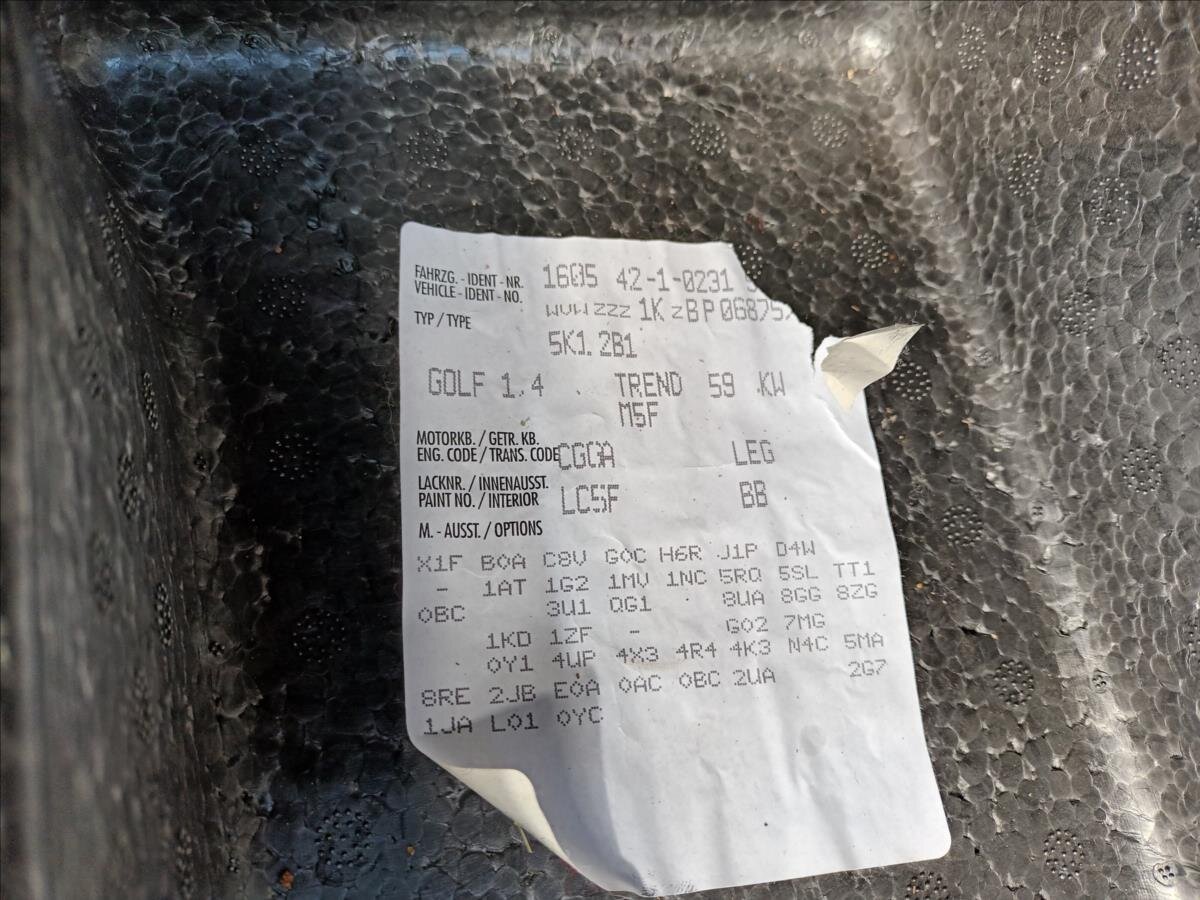 FAHRZG. - IDENT - NR. 1605 42-1-0231
VEHICLE - IDENT - NO. WVWZZZ 1K ZBP06875
TYP / TYPE 5K1.2B1
GOLF 1.4 TREND 59 KW
M5F
MOTORKB. / GETR. KB.
ENG. CODE / TRANS. CODE CGGA LEG
LACKNR. / INNENAUSST.
PAINT NO. / INTERIOR LC5F BB
M. - AUSST. / OPTIONS
X1F B0A C8V G0C H6R J1P D4W
- 1AT 1G2 1MV 1NC 5RQ 5SL TT1
0BC 3U1 QG1 8UA 8GG 8ZG
1KD 1ZF - G02 7MG
0Y1 4UP 4X3 4R4 4K3 N4C 5MA
8RE 2JB E0A 0AC 0BC 2UA 2G7
1JA L01 0YC